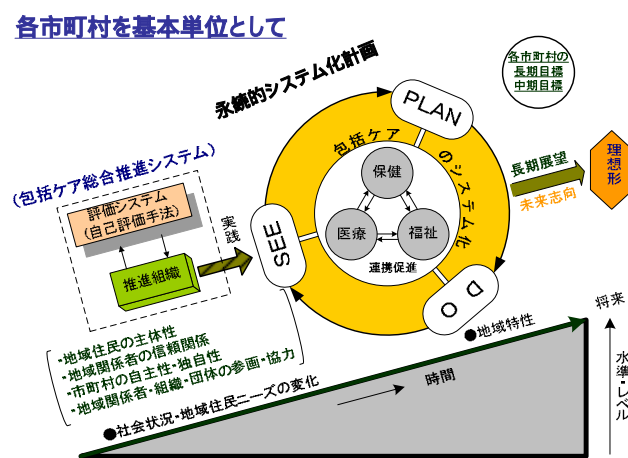 各市町村を基本単位として
永続的システム化計画
各市町村の
長期目標
中期目標
PLAN
包括ケア
のシステム化
保健
医療
福祉
連携促進
長期展望
未来志向
理想形
(包括ケア総合推進システム)
評価システム
(自己評価手法)
推進組織
実践
SEE
DO
・地域住民の主体性
・地域関係者の信頼関係
・市町村の自主性・独自性
・地域関係者・組織・団体の参画・協力
●地域特性
将来
●社会状況・地域住民ニーズの変化
時間
水準・レベル